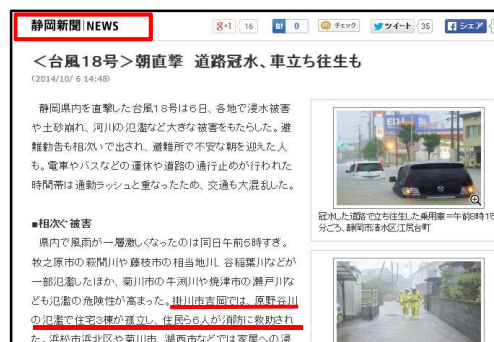 静岡新聞 NEWS
g+1 16 B! 0 チェック ツイート 35 シェア
＜台風18号＞朝直撃 道路冠水、車立ち往生も
(2014/10/ 6 14:48)
静岡県内を直撃した台風18号は6日、各地で浸水被害
や土砂崩れ、河川の氾濫など大きな被害をもたらした。避
難勧告も相次いで出され、避難所で不安な朝を迎えた人
も。電車やバスなどの運休や道路の通行止めが行われた
時間帯は通勤ラッシュと重なったため、交通も大混乱した。
冠水した道路で立ち往生した乗用車＝午前8時15
分ごろ、静岡市清水区江尻台町
■相次ぐ被害
県内で風雨が一層激しくなったのは同日午前5時すぎ。
牧之原市の萩間川や藤枝市の相当地川、谷稲葉川などが
一部氾濫したほか、菊川市の牛渕川や焼津市の瀬戸川な
ども氾濫の危険性が高まった。掛川市吉岡では、原野谷川
の氾濫で住宅3棟が孤立し、住民ら6人が消防に救助され
た。浜松市浜北区や菊川市、湖西市などでは家屋への浸